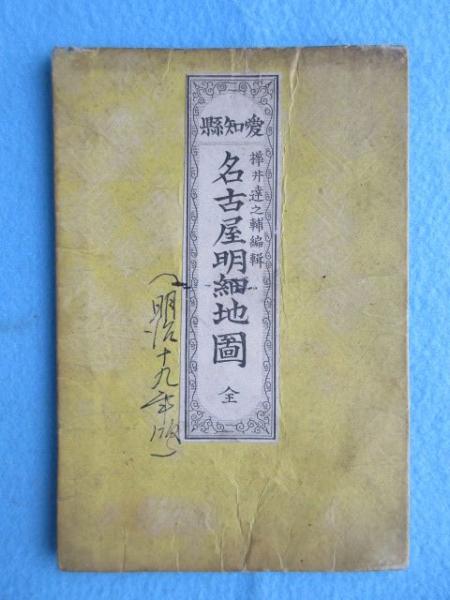 愛知縣
樺井達之輔編輯
名古屋明細地圖
全
(明治十九年版)